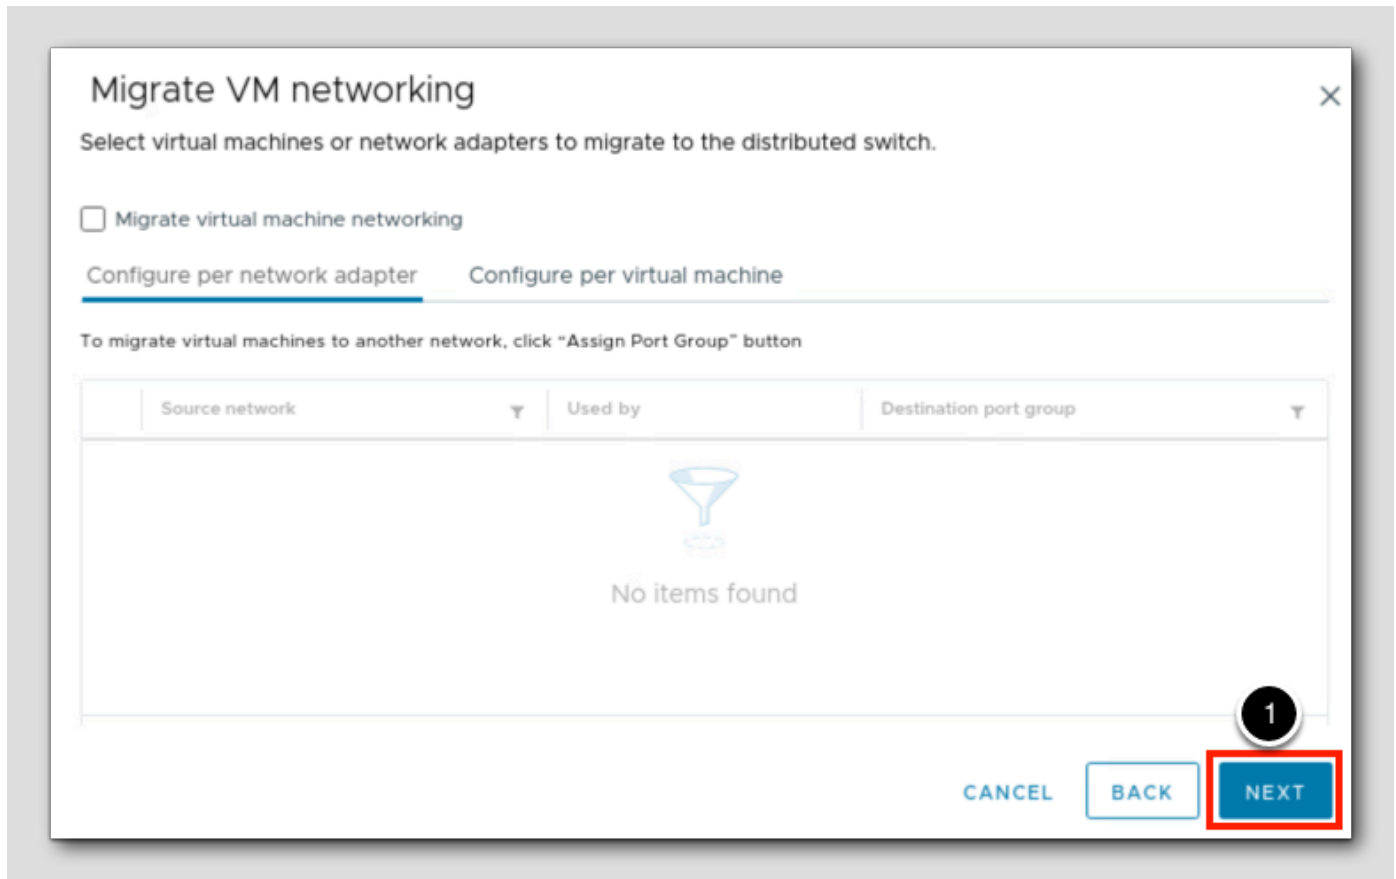 Migrate VM networking
Select virtual machines or network adapters to migrate to the distributed switch.
Migrate virtual machine networking
Configure per network adapter Configure per virtual machine
To migrate virtual machines to another network, click “Assign Port Group” button
Source network Used by Destination port group
No items found
1
CANCEL BACK NEXT